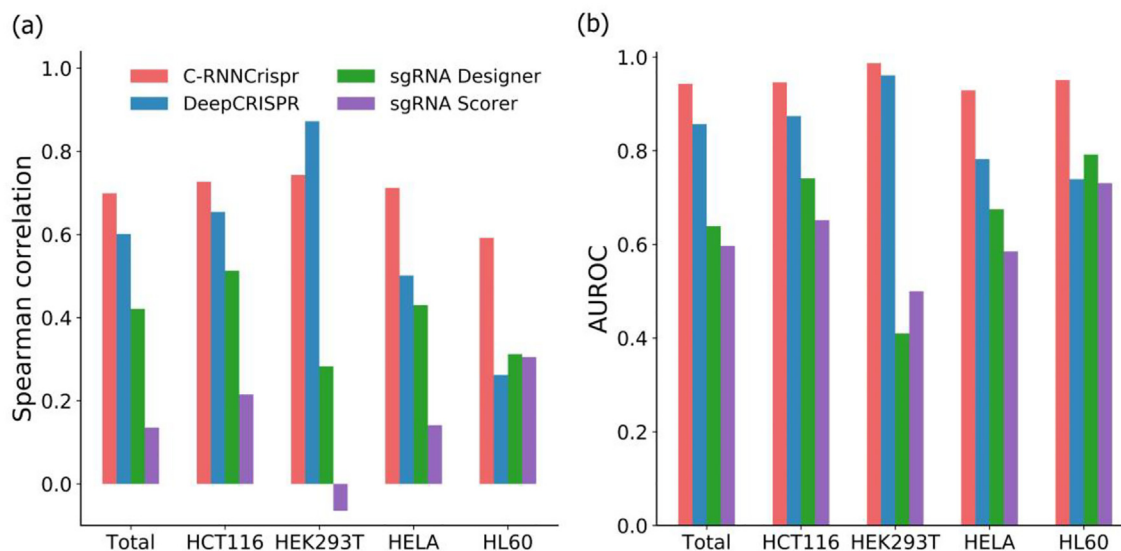 (a)
Spearman correlation
1.0
0.8
0.6
0.4
0.2
0.0
C-RNNCrispr
DeepCRISPR
sgRNA Designer
sgRNA Scorer
Total HCT116 HEK293T HELA HL60
(b)
AUROC
1.0
0.8
0.6
0.4
0.2
0.0
Total HCT116 HEK293T HELA HL60